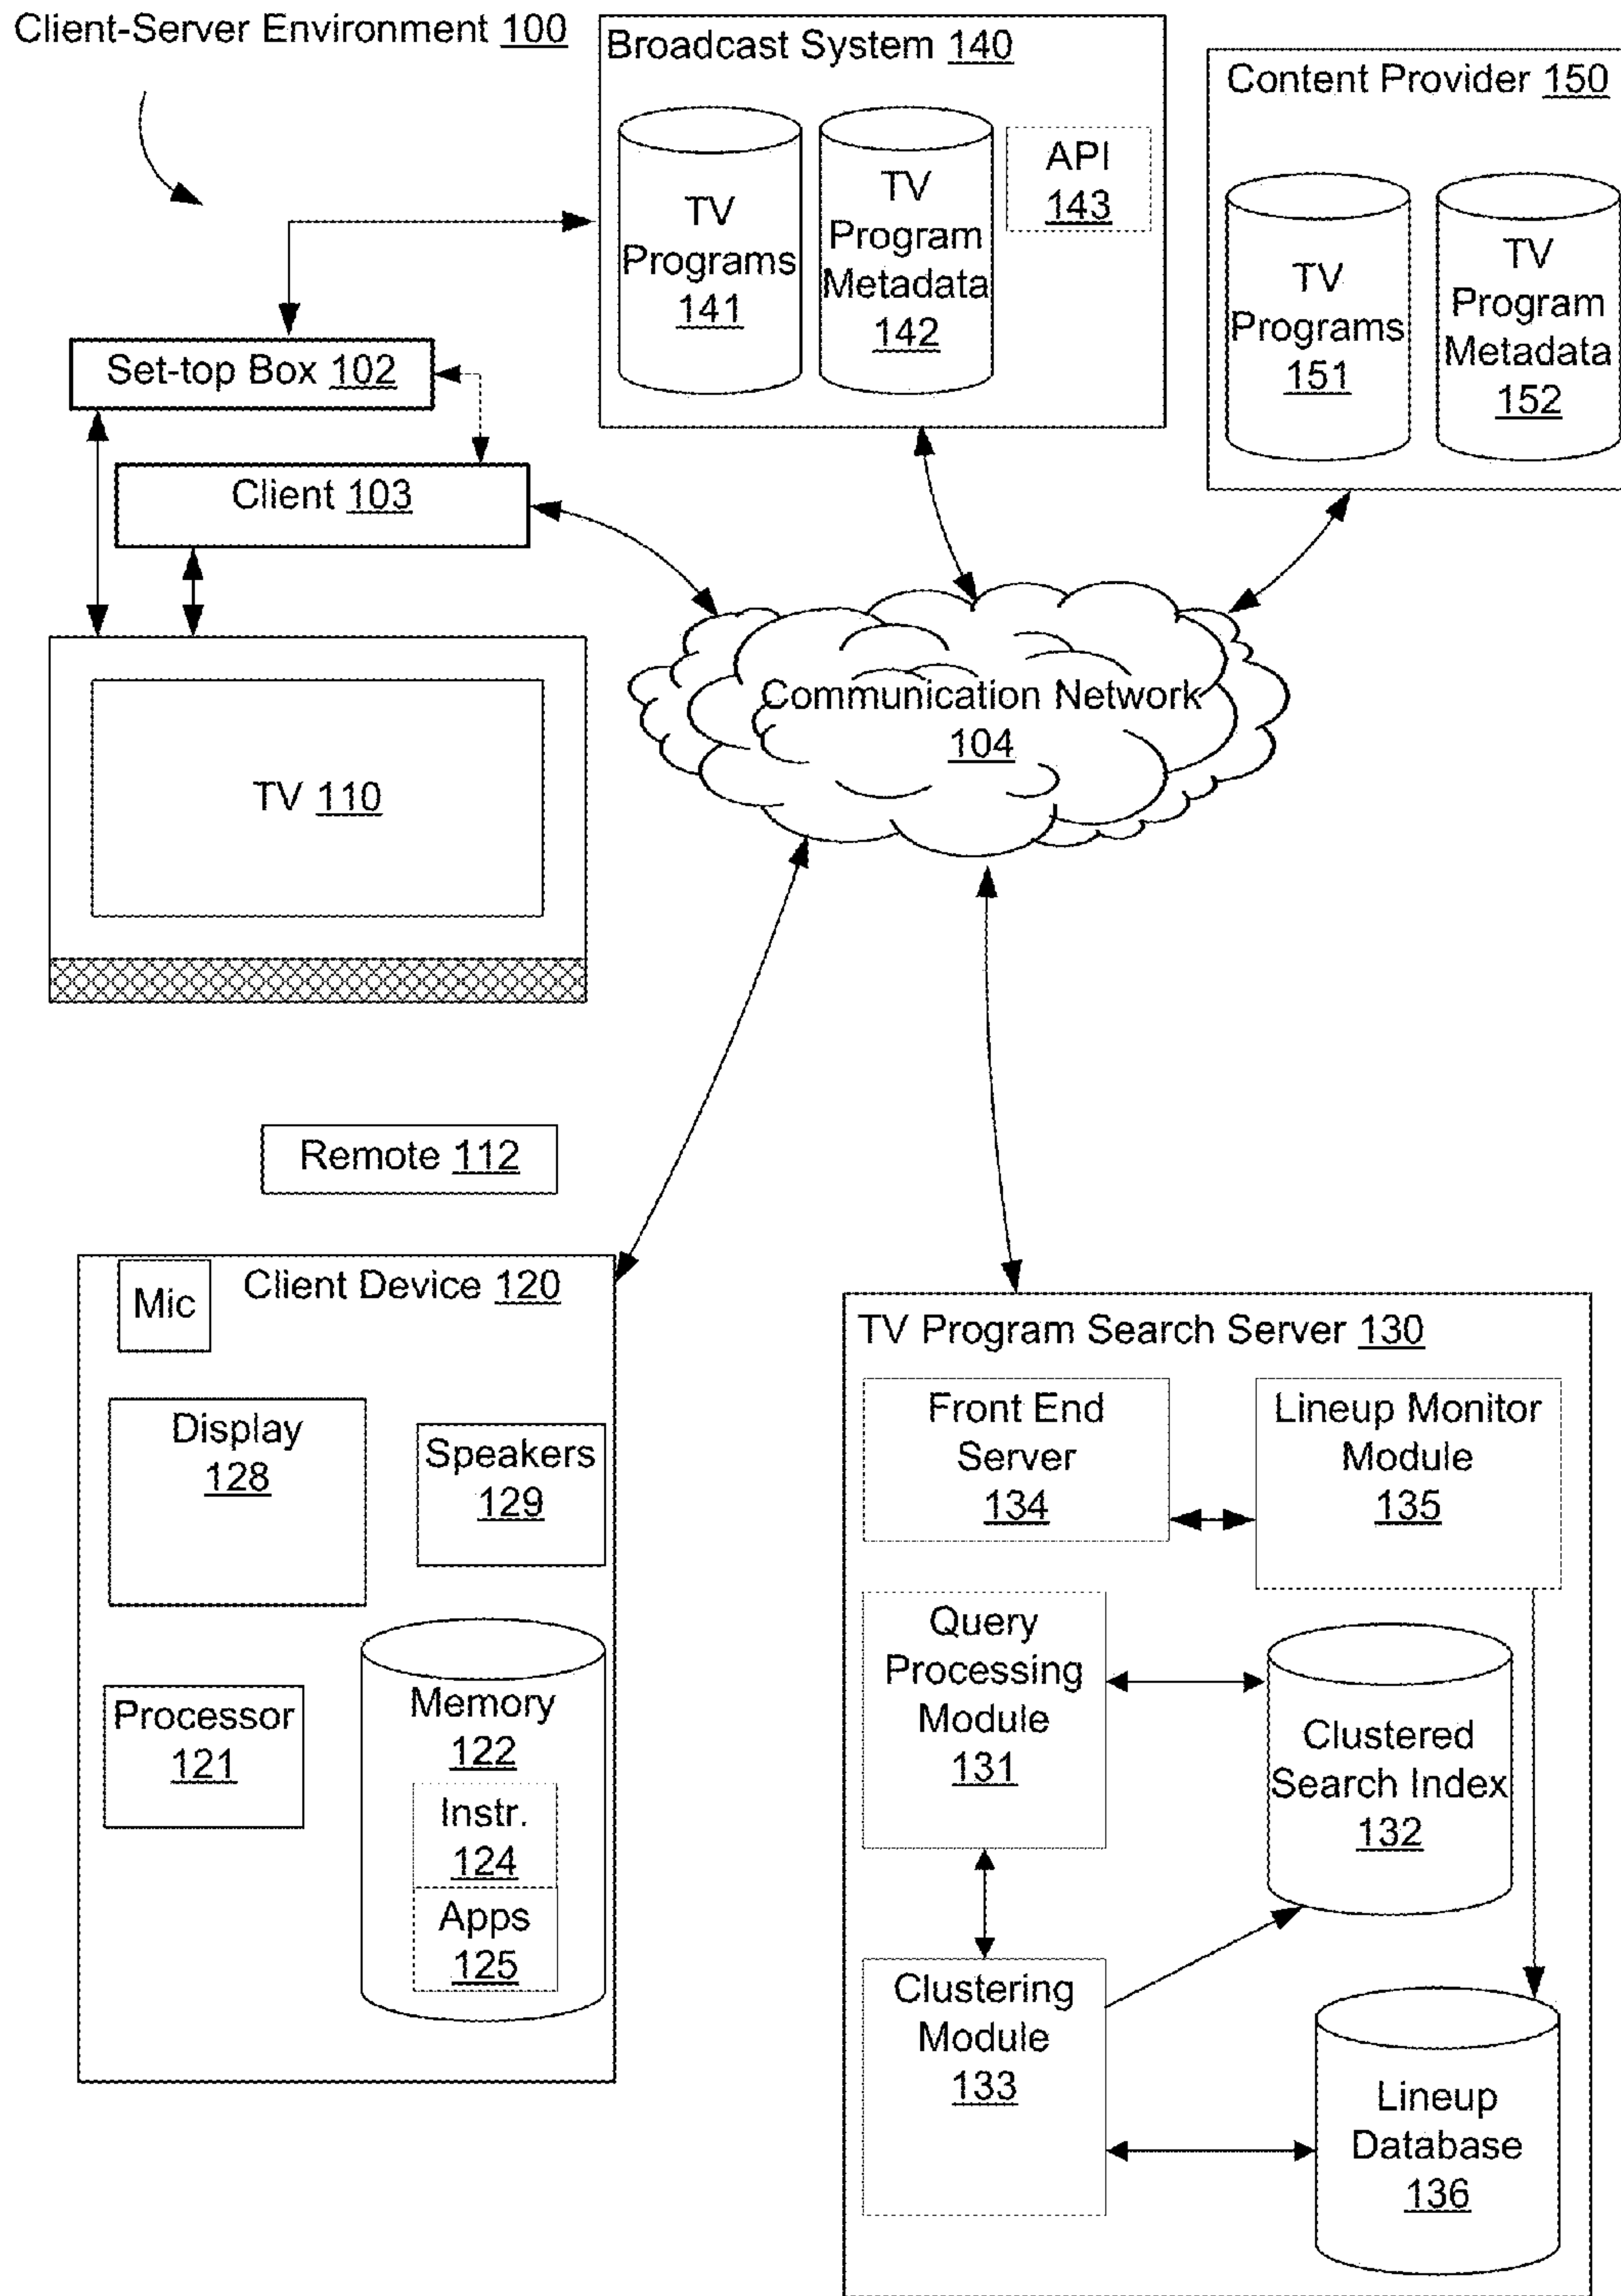 Client-Server Environment 100
Broadcast System 140
TV
Programs
141
TV
Program
Metadata
142
API
143
Content Provider 150
TV
Programs
151
TV
Program
Metadata
152
Set-top Box 102
Client 103
TV 110
Communication Network
104
Remote 112
Client Device 120
Mic
Display
128
Speakers
129
Processor
121
Memory
122
Instr.
124
Apps
125
TV Program Search Server 130
Front End
Server
134
Lineup Monitor
Module
135
Query
Processing
Module
131
Clustered
Search Index
132
Clustering
Module
133
Lineup
Database
136